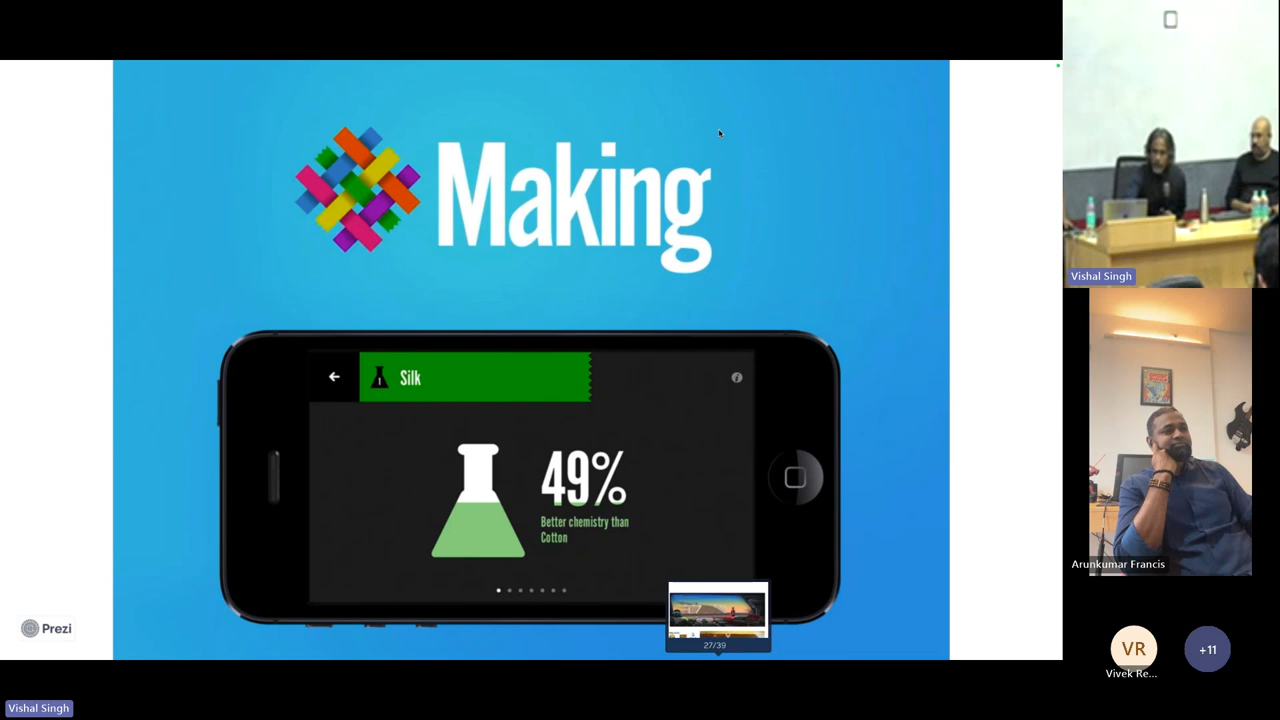 Making
Silk
49%
Better chemistry than
Cotton
Prezi
27/39
Vishal Singh
Vishal Singh
Arunkumar Francis
VR
Vivek Re...
+11